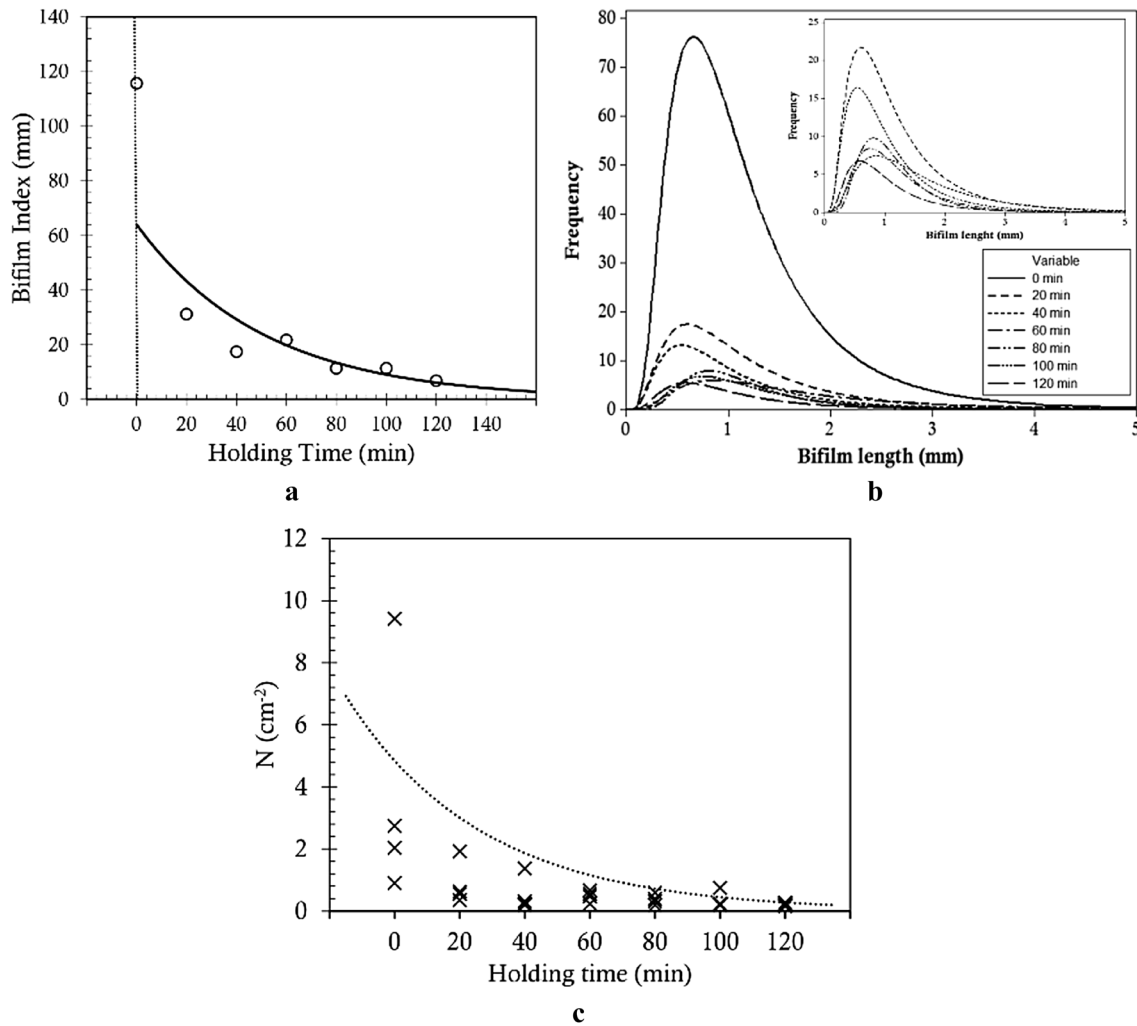 140
120
100
80
60
40
20
0
Bifilm Index (mm)
0 20 40 60 80 100 120 140
Holding Time (min)
a
80
70
60
50
40
30
20
10
0
Frequency
0 1 2 3 4 5
Bifilm length (mm)
25
20
15
10
5
0
Frequency
0 1 2 3 4 5
Bifilm lenght (mm)
Variable
0 min
20 min
40 min
60 min
80 min
100 min
120 min
b
12
10
8
6
4
2
0
N (cm⁻²)
0 20 40 60 80 100 120
Holding time (min)
c